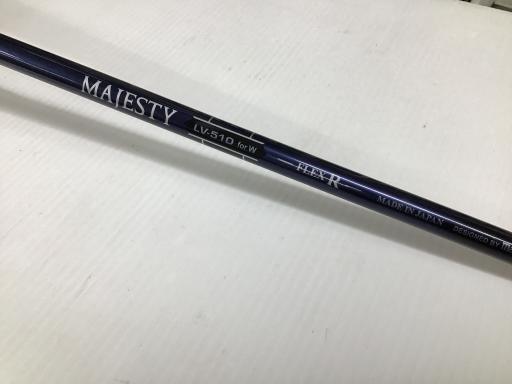 MAJESTY LV-510 for W FLEX R MADE IN JAPAN DESIGNED BY